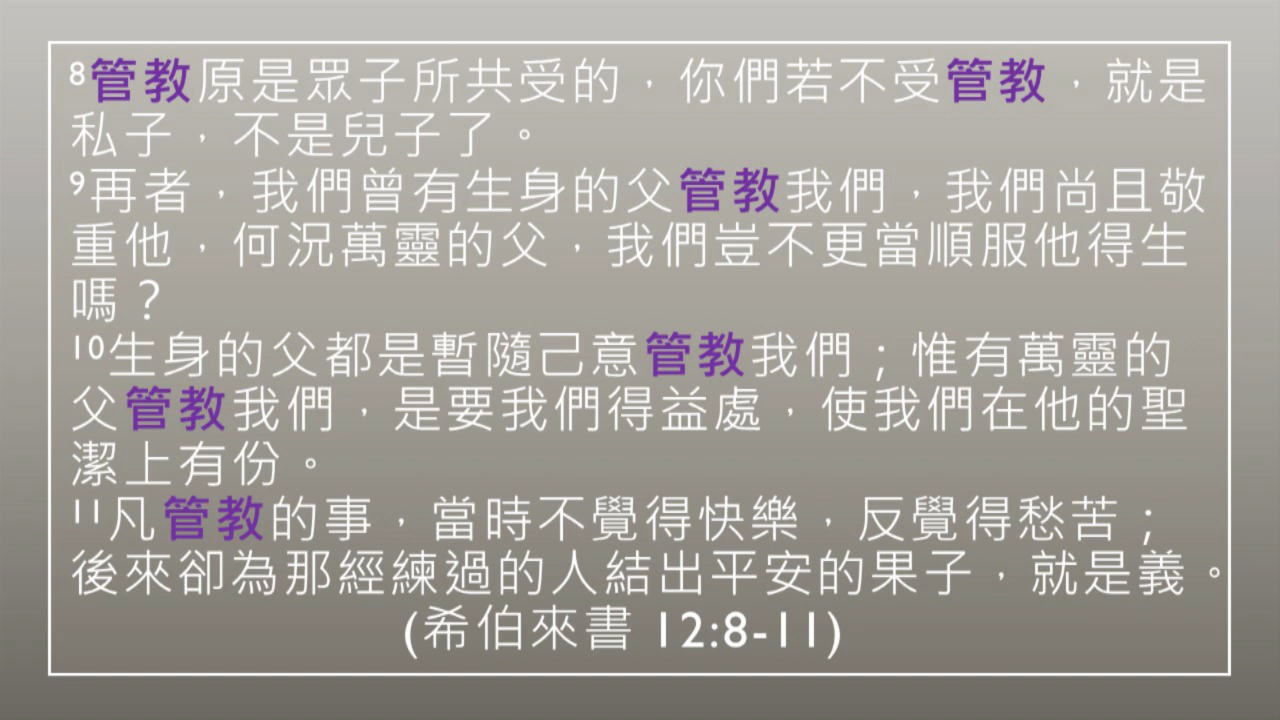 8管教原是眾子所共受的，你們若不受管教，就是
私子，不是兒子了。
9再者，我們曾有生身的父管教我們，我們尚且敬
重他，何況萬靈的父，我們豈不更當順服他得生
嗎？
10生身的父都是暫隨己意管教我們；惟有萬靈的
父管教我們，是要我們得益處，使我們在他的聖
潔上有份。
11凡管教的事，當時不覺得快樂，反覺得愁苦；
後來卻為那經練過的人結出平安的果子，就是義。
(希伯來書 12:8-11)